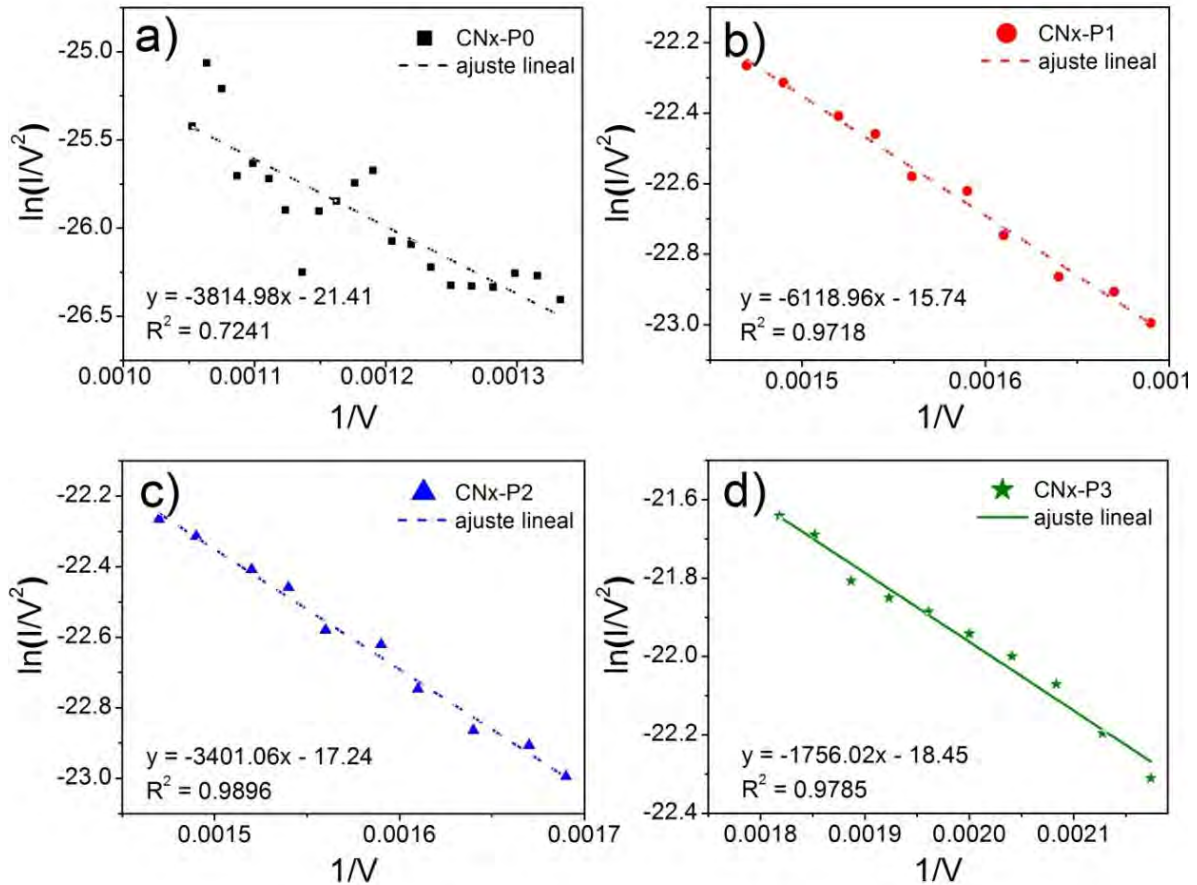 a)
CNx-P0
ajuste lineal
-25.0
-25.5
-26.0
-26.5
ln(I/V²)
y = -3814.98x - 21.41
R² = 0.7241
0.0010 0.0011 0.0012 0.0013
1/V
b)
CNx-P1
ajuste lineal
-22.2
-22.4
-22.6
-22.8
-23.0
ln(I/V²)
y = -6118.96x - 15.74
R² = 0.9718
0.0015 0.0016 0.001
1/V
c)
CNx-P2
ajuste lineal
-22.2
-22.4
-22.6
-22.8
-23.0
ln(I/V²)
y = -3401.06x - 17.24
R² = 0.9896
0.0015 0.0016 0.0017
1/V
d)
CNx-P3
ajuste lineal
-21.6
-21.8
-22.0
-22.2
-22.4
ln(I/V²)
y = -1756.02x - 18.45
R² = 0.9785
0.0018 0.0019 0.0020 0.0021
1/V